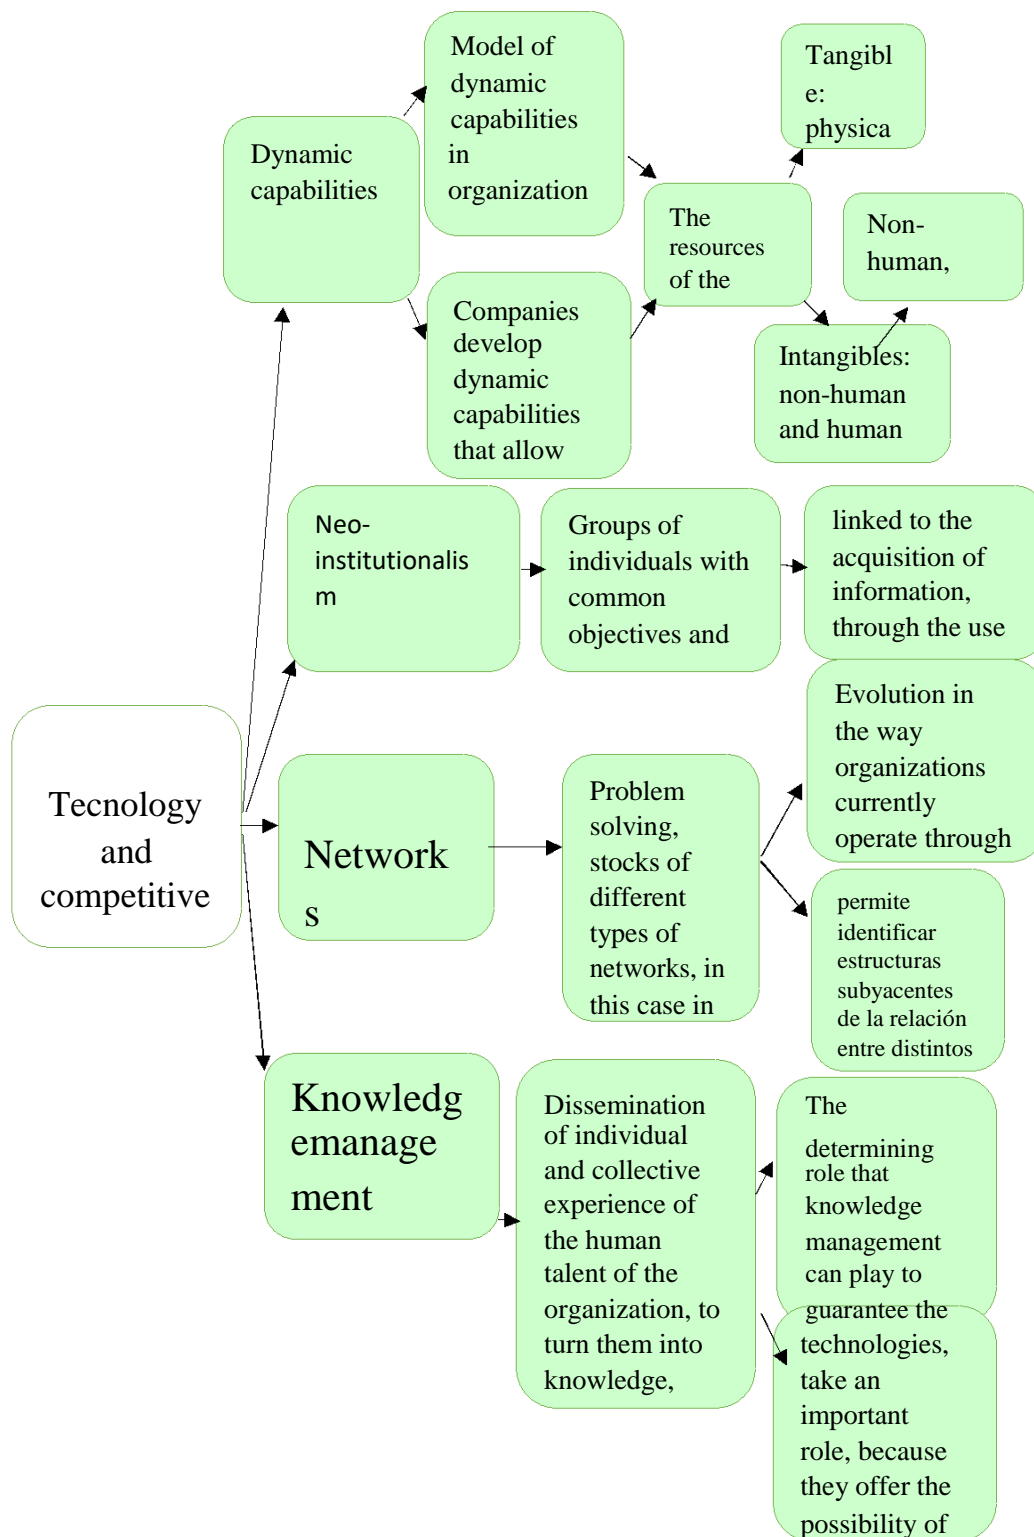 Model of
dynamic
capabilities
in
organization
Tangibl
e:
physica
Dynamic
capabilities
The
resources
of the
Non-
human,
Companies
develop
dynamic
capabilities
that allow
Intangibles:
non-human
and human
Neo-
institutionalis
m
Groups of
individuals with
common
objectives and
linked to the
acquisition of
information,
through the use
Tecnology
and
competitive
Network
s
Problem
solving,
stocks of
different
types of
networks, in
this case in
Evolution in
the way
organizations
currently
operate through
permite
identificar
estructuras
subyacentes
de la relación
entre distintos
Knowledg
emanage
ment
Dissemination
of individual
and collective
experience of
the human
talent of the
organization, to
turn them into
knowledge,
The
determining
role that
knowledge
management
can play to
guarantee the
technologies,
take an
important
role, because
they offer the
possibility of